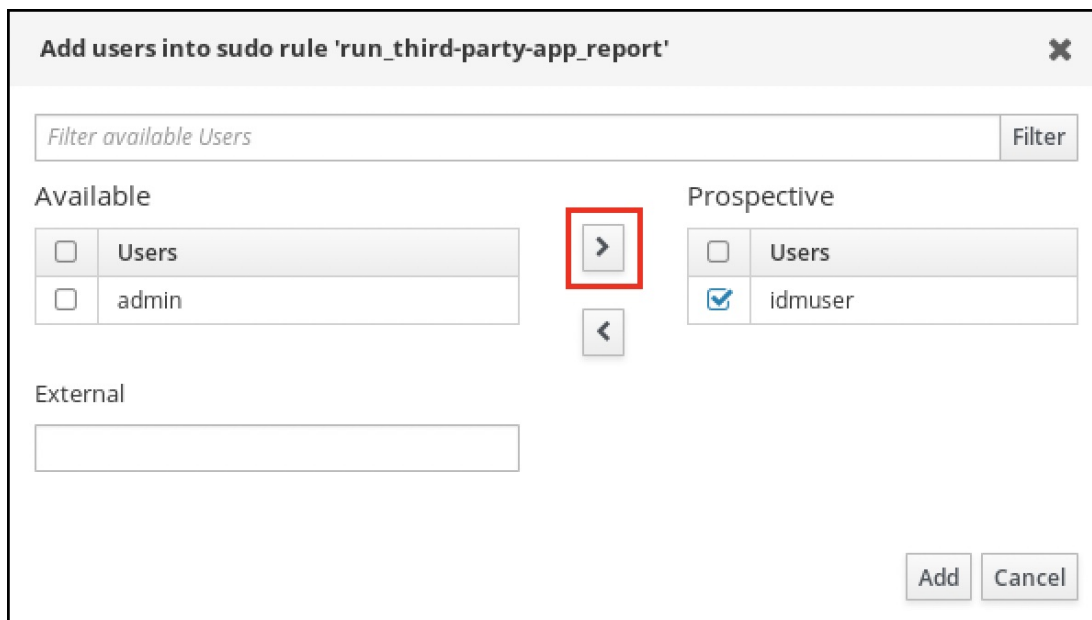 Add users into sudo rule 'run_third-party-app_report'
Filter available Users
Filter
Available
Users
admin
Prospective
Users
idmuser
External
Add
Cancel